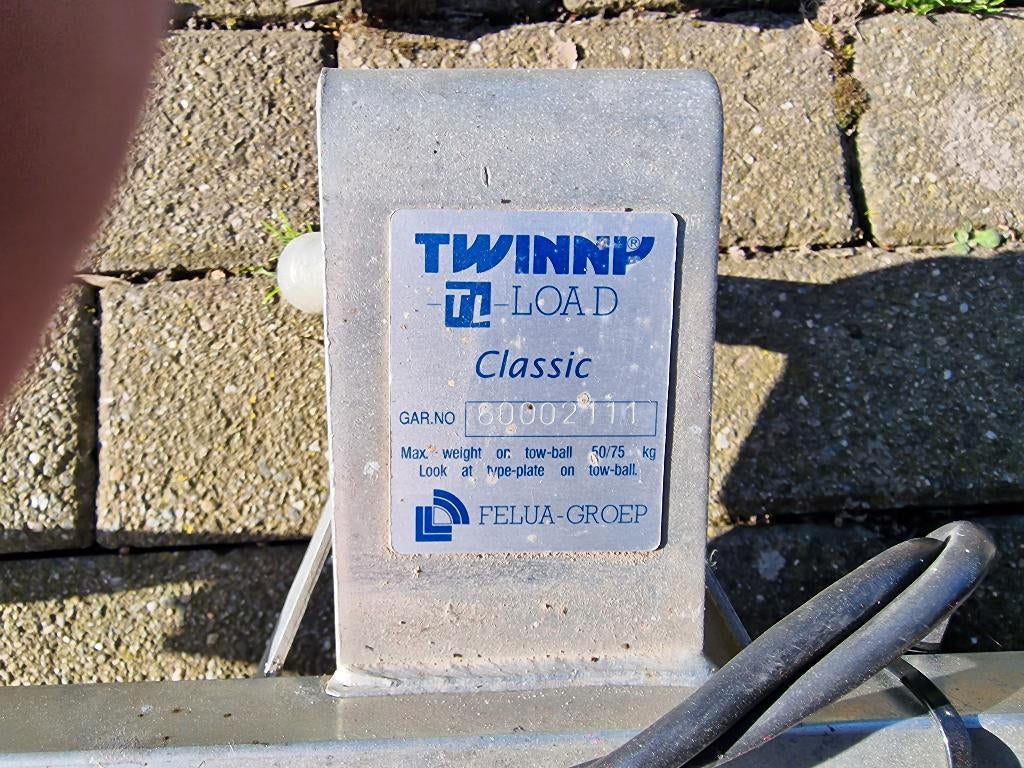 TWINNY®
-TL-LOAD
Classic
GAR.NO 60002111
Max. weight on tow-ball 50/75 kg
Look at type-plate on tow-ball.
FELUA-GROEP